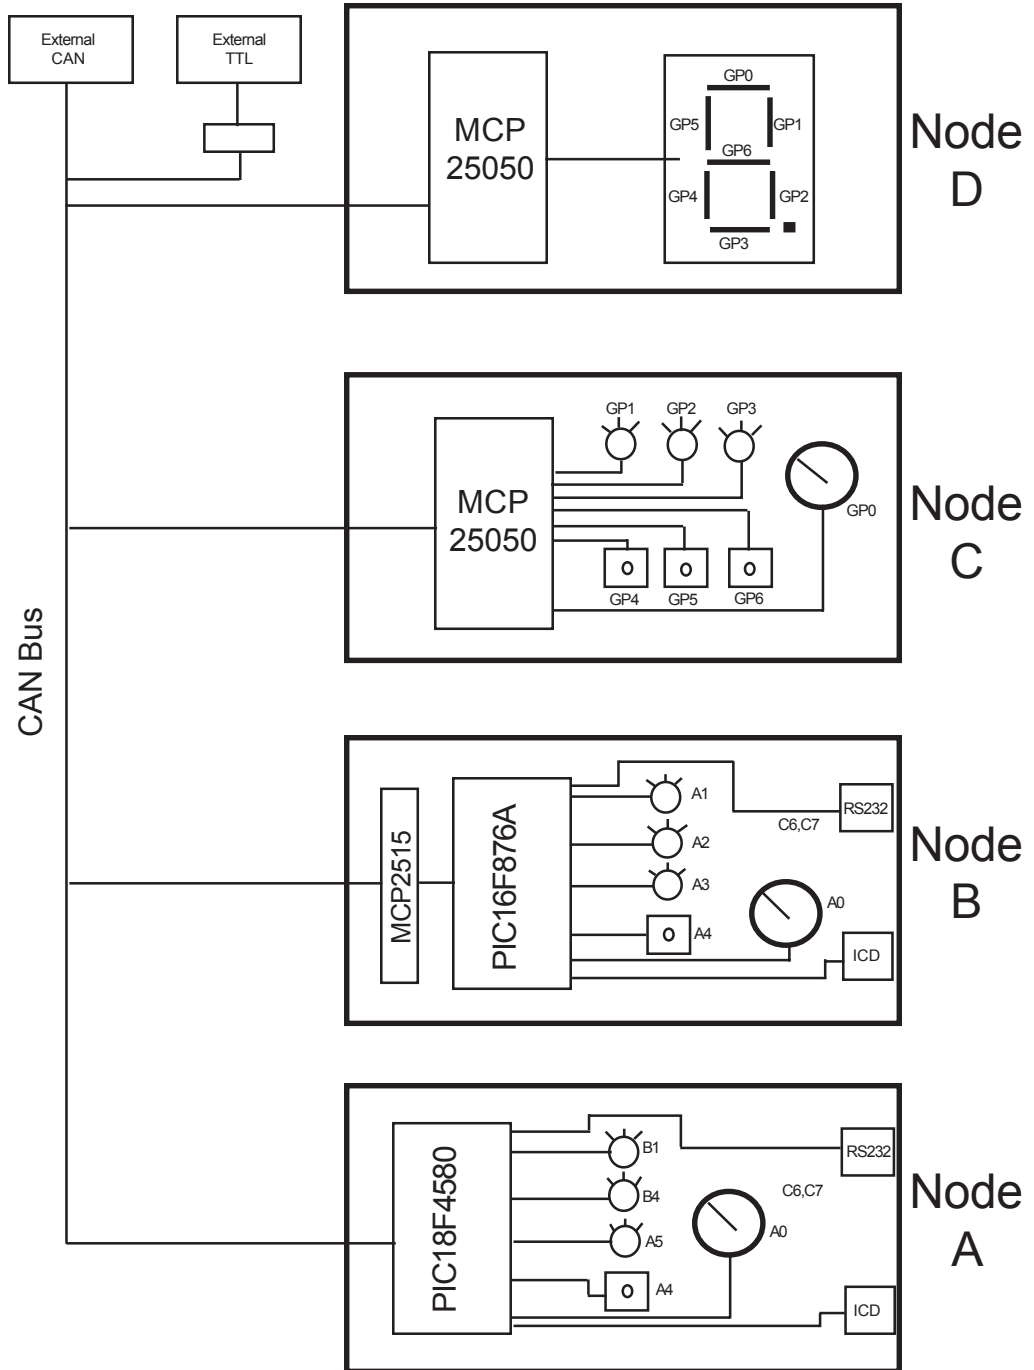 External
CAN
External
TTL
MCP
25050
GP0
GP5
GP1
GP6
GP4
GP2
GP3
Node
D
GP1
GP2
GP3
MCP
25050
GP0
GP4
GP5
GP6
Node
C
CAN Bus
MCP2515
PIC16F876A
A1
A2
A3
A4
C6,C7
RS232
A0
ICD
Node
B
PIC18F4580
B1
B4
A5
A4
C6,C7
RS232
A0
ICD
Node
A